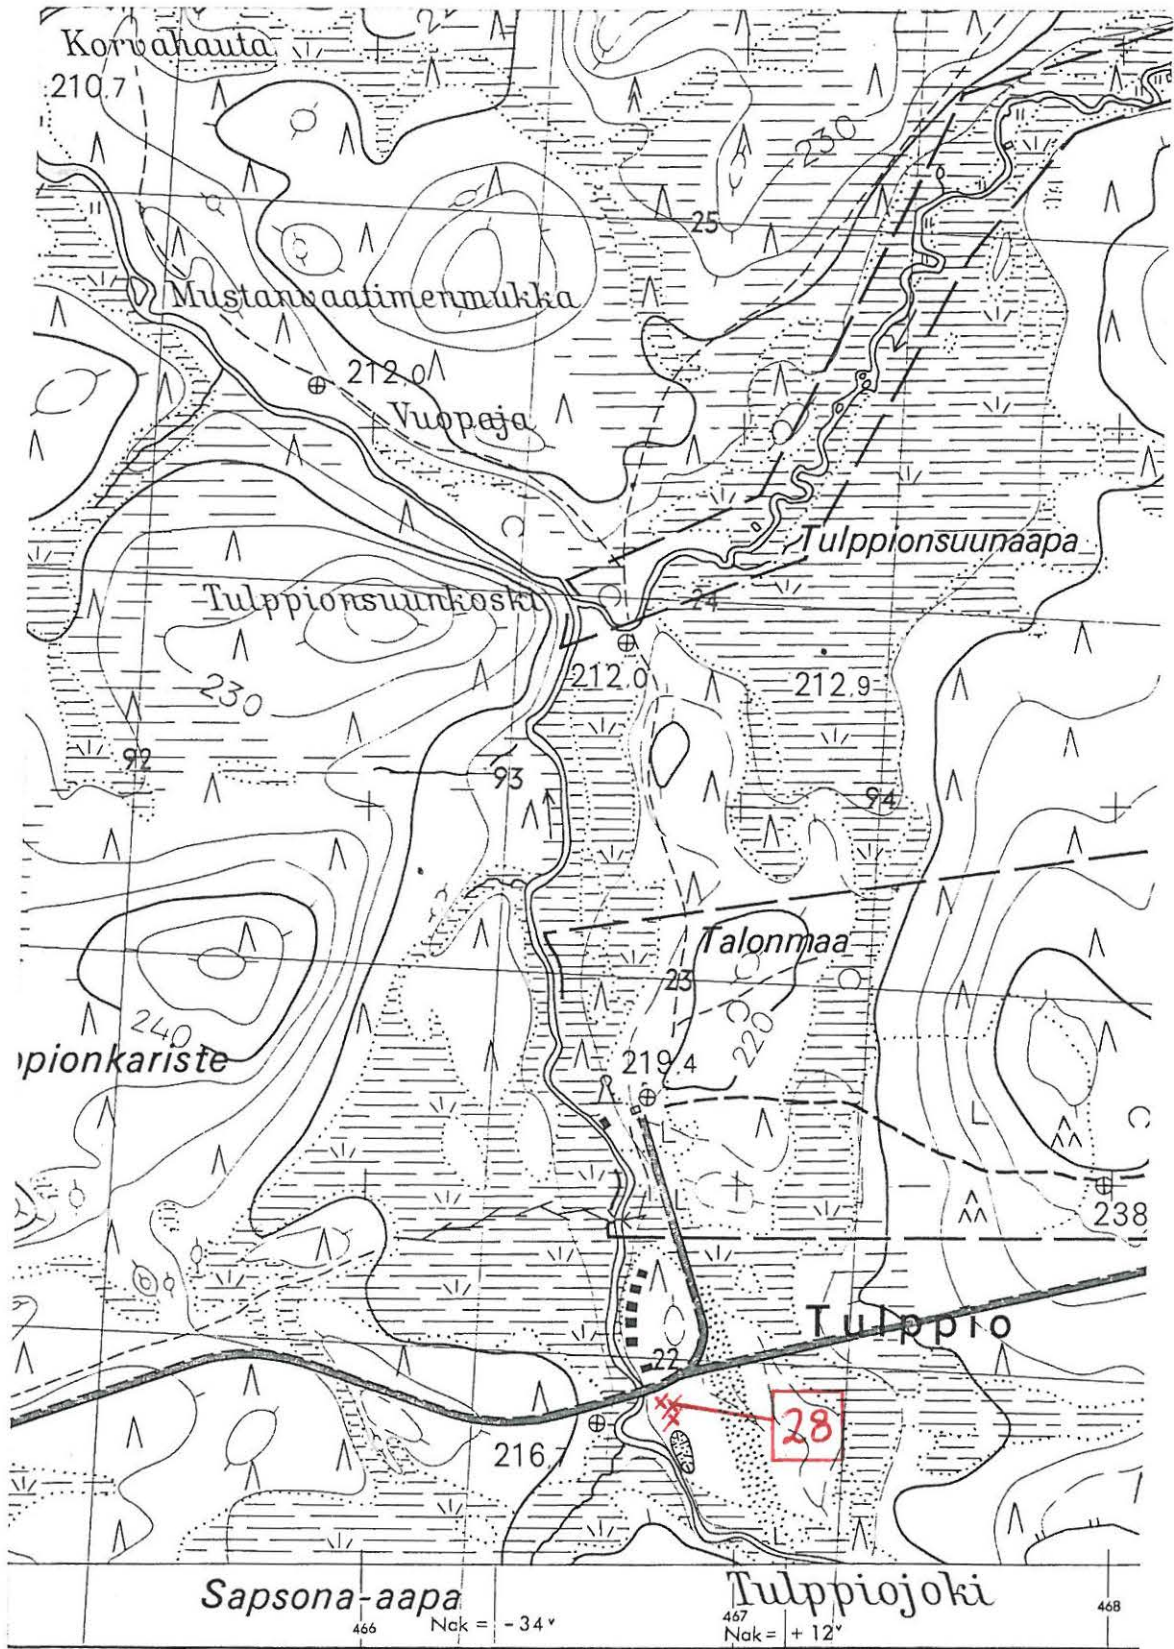 Korvahauta
210.7
230
25
Mustanvaatimenmukka
212.0
Vuopaja
Tulppionsuunaapa
Tulppionsuunkoski
24
212.0
212.9
230
92
93
94
Talonmaa
23
240
220
ppionkariste
219.4
238
Tulppio
22
28
216.7
Sapsona-aapa
Tulppiojoki
466
Nak = -34ᵛ
467
Nak = + 12ᵛ
468